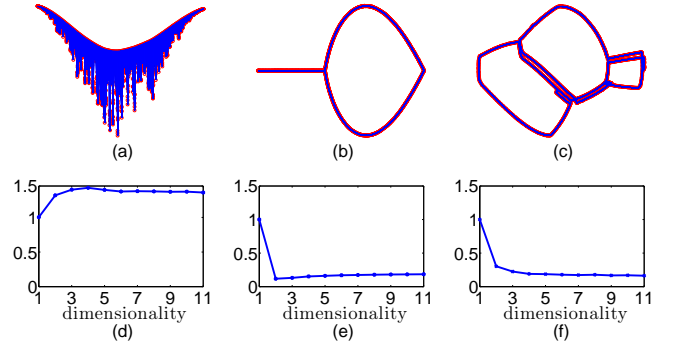 (a) (b) (c)
1.5 1.5 1.5
1 1 1
0.5 0.5 0.5
0 0 0
1 3 5 7 9 11 1 3 5 7 9 11 1 3 5 7 9 11
dimensionality dimensionality dimensionality
(d) (e) (f)